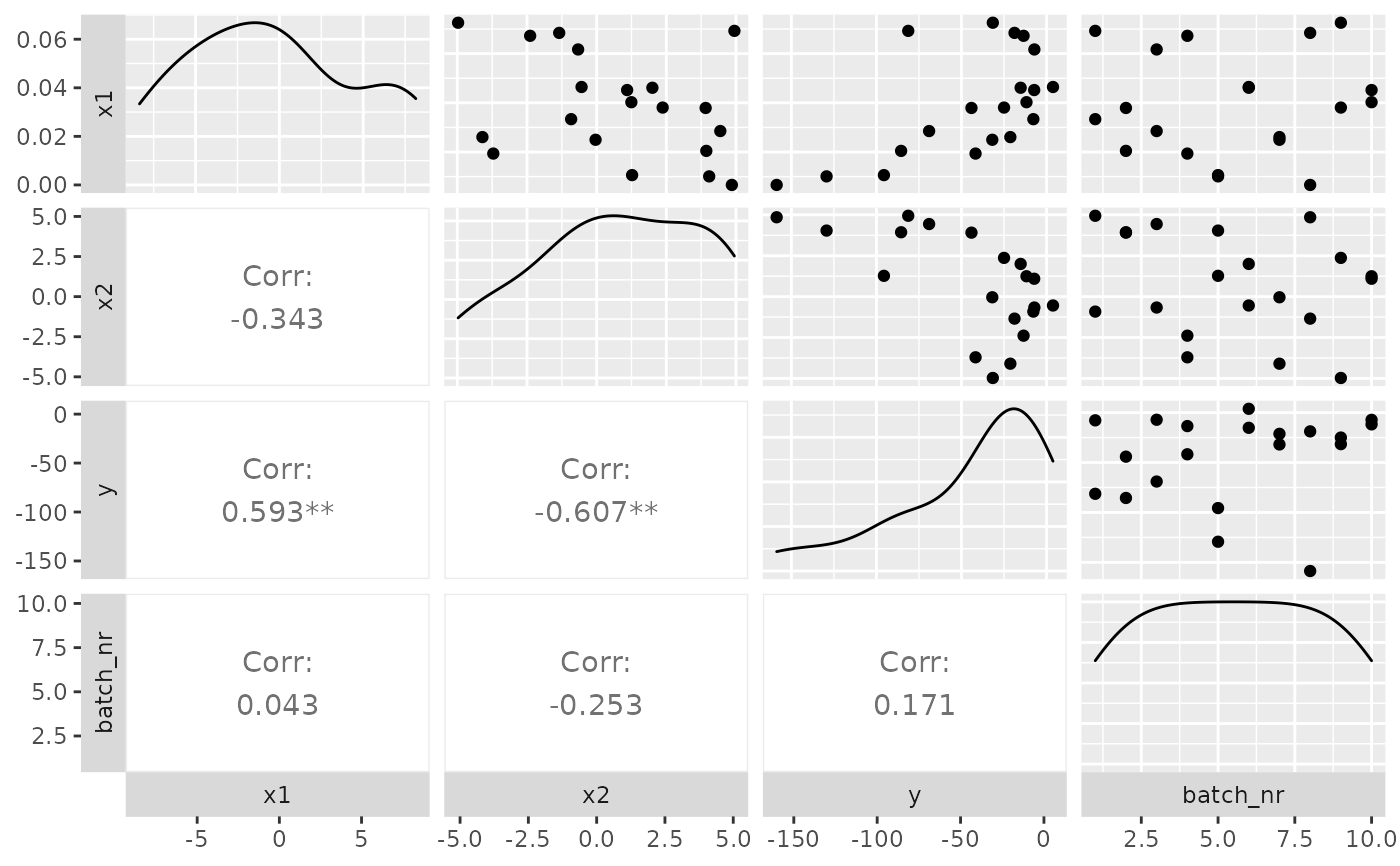 0.06
0.04
0.02
0.00
x1
5.0
2.5
0.0
-2.5
-5.0
x2
Corr:
-0.343
0
-50
-100
-150
y
Corr:
0.593**
Corr:
-0.607**
10.0
7.5
5.0
2.5
batch_nr
Corr:
0.043
Corr:
-0.253
Corr:
0.171
x1 x2 y batch_nr
-5 0 5 -5.0 -2.5 0.0 2.5 5.0 -150 -100 -50 0 2.5 5.0 7.5 10.0